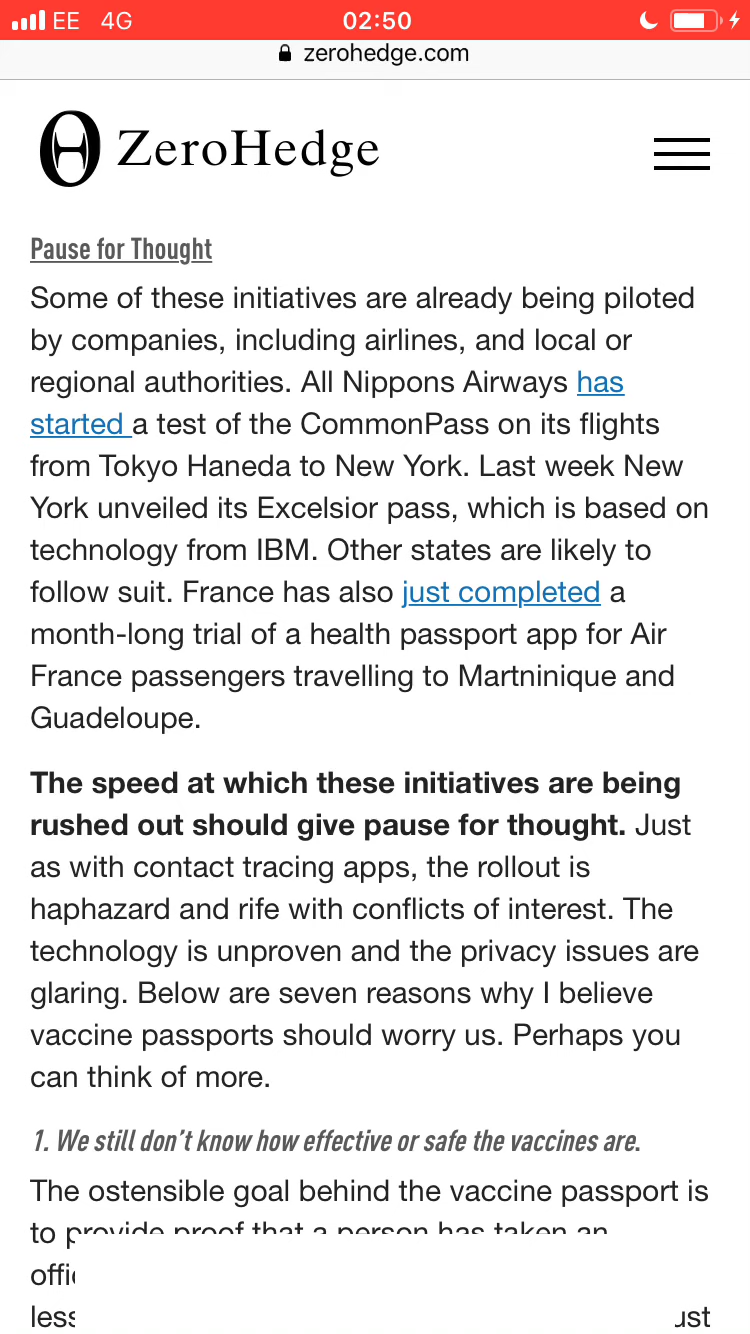 EE 4G 02:50
zerohedge.com
ZeroHedge
Pause for Thought
Some of these initiatives are already being piloted
by companies, including airlines, and local or
regional authorities. All Nippons Airways has
started a test of the CommonPass on its flights
from Tokyo Haneda to New York. Last week New
York unveiled its Excelsior pass, which is based on
technology from IBM. Other states are likely to
follow suit. France has also just completed a
month-long trial of a health passport app for Air
France passengers travelling to Martninique and
Guadeloupe.
The speed at which these initiatives are being
rushed out should give pause for thought. Just
as with contact tracing apps, the rollout is
haphazard and rife with conflicts of interest. The
technology is unproven and the privacy issues are
glaring. Below are seven reasons why I believe
vaccine passports should worry us. Perhaps you
can think of more.
1. We still don't know how effective or safe the vaccines are.
The ostensible goal behind the vaccine passport is
to provide proof that a person has taken an